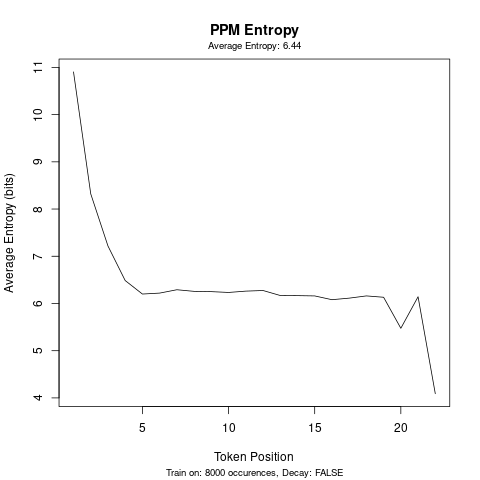 PPM Entropy
Average Entropy: 6.44
Average Entropy (bits)
11
10
9
8
7
6
5
4
5 10 15 20
Token Position
Train on: 8000 occurences, Decay: FALSE